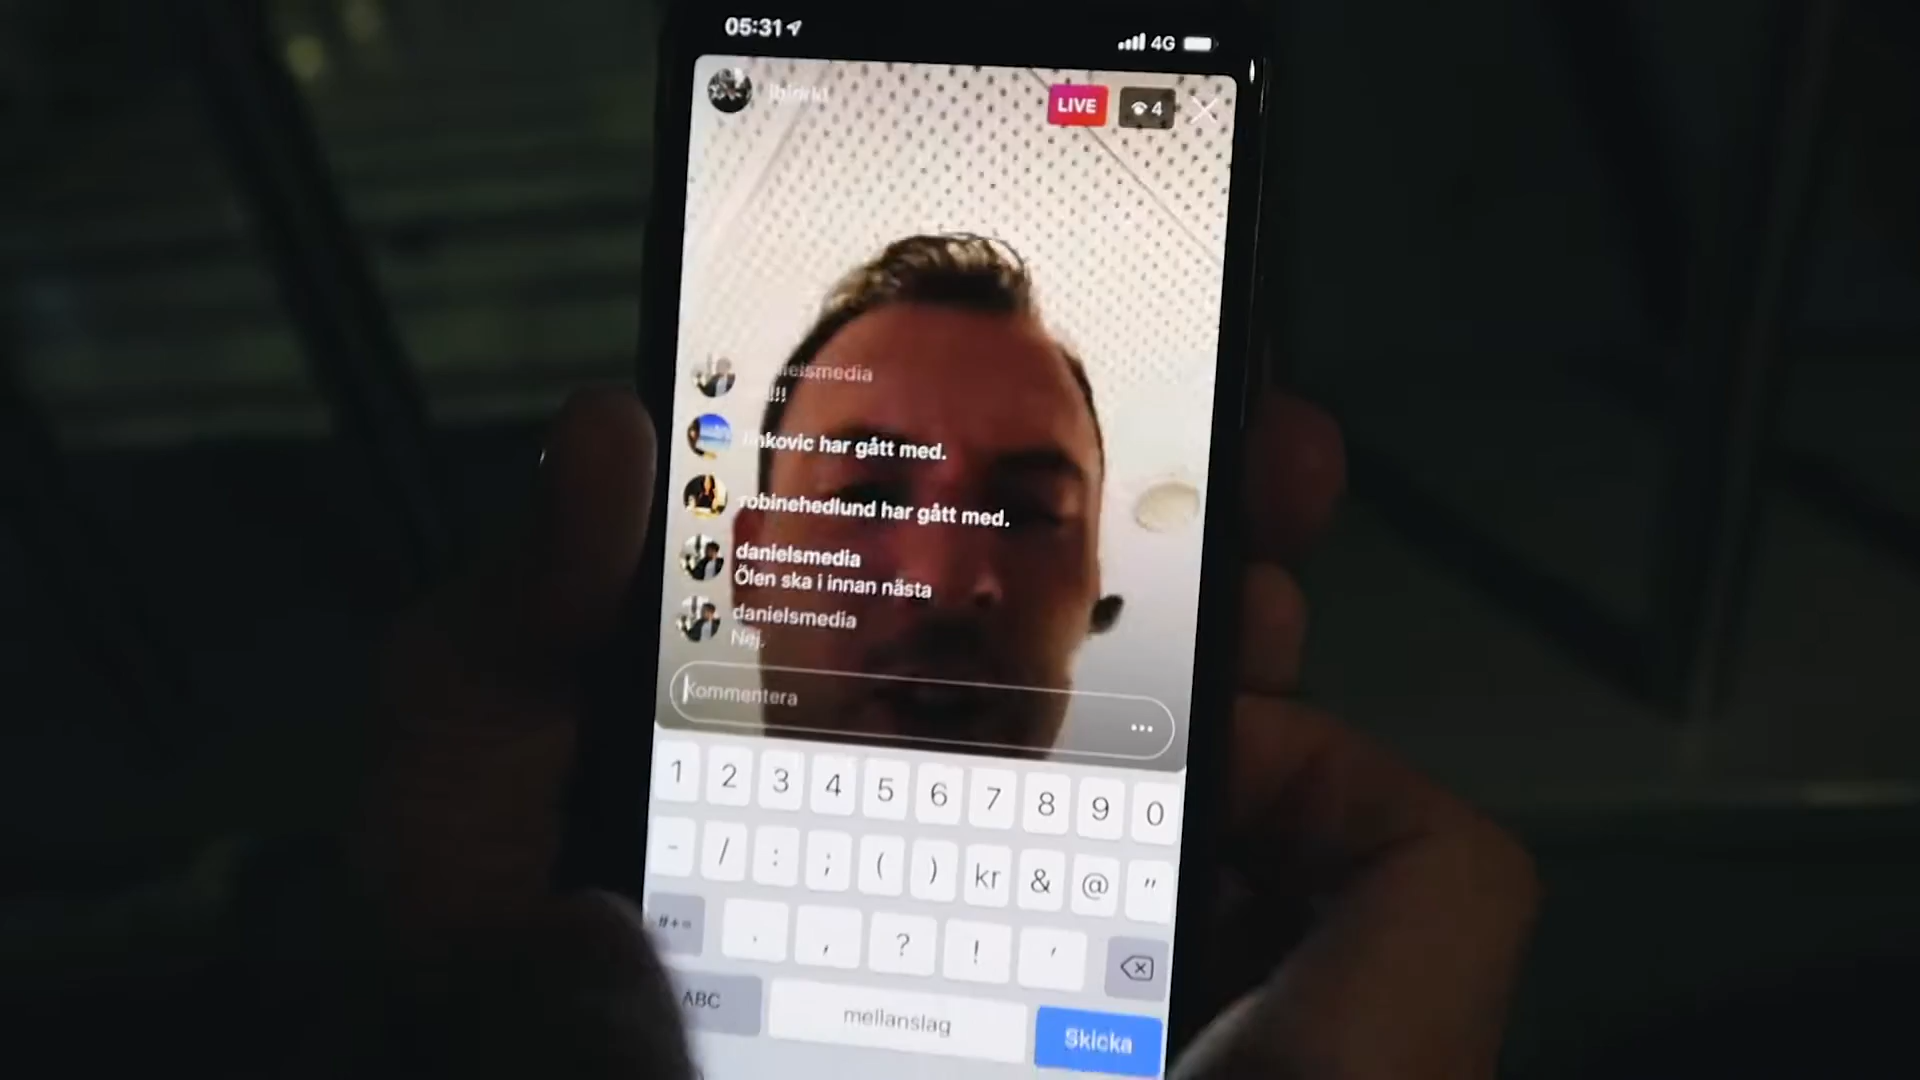 05:31
4G
LIVE
4
!!!
har gått med.
robinehedlund har gått med.
danielsmedia
Ölen ska i innan nästa
danielsmedia
Nej.
Kommentera
1 2 3 4 5 6 7 8 9 0
- / : ; ( ) kr & @ "
#+= . , ? ! '
ABC mellanslag Skicka